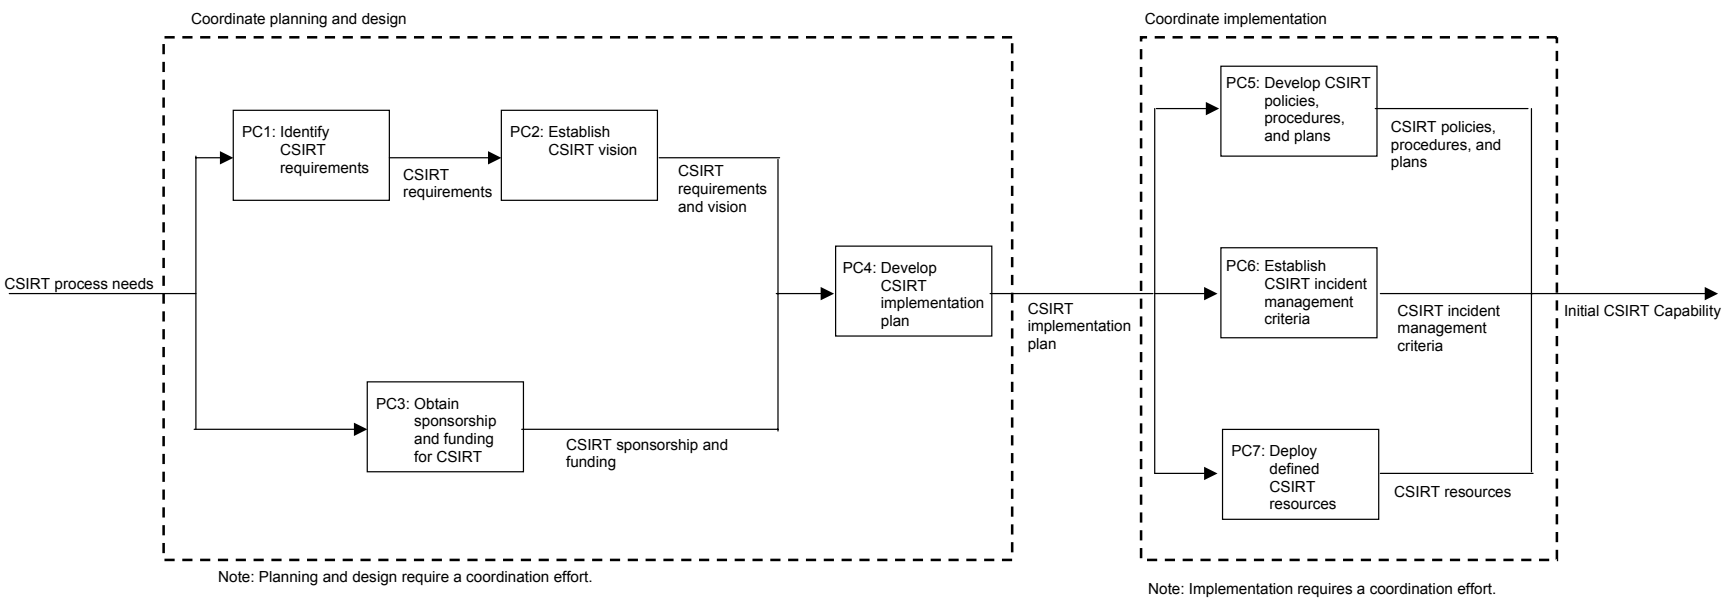 Coordinate planning and design
Coordinate implementation
PC1: Identify
CSIRT
requirements
CSIRT
requirements
PC2: Establish
CSIRT vision
CSIRT
requirements
and vision
CSIRT process needs
PC3: Obtain
sponsorship
and funding
for CSIRT
CSIRT sponsorship and
funding
PC4: Develop
CSIRT
implementation
plan
CSIRT
implementation
plan
PC5: Develop CSIRT
policies,
procedures,
and plans
CSIRT policies,
procedures, and
plans
PC6: Establish
CSIRT incident
management
criteria
CSIRT incident
management
criteria
PC7: Deploy
defined
CSIRT
resources
CSIRT resources
Initial CSIRT Capability
Note: Planning and design require a coordination effort.
Note: Implementation requires a coordination effort.